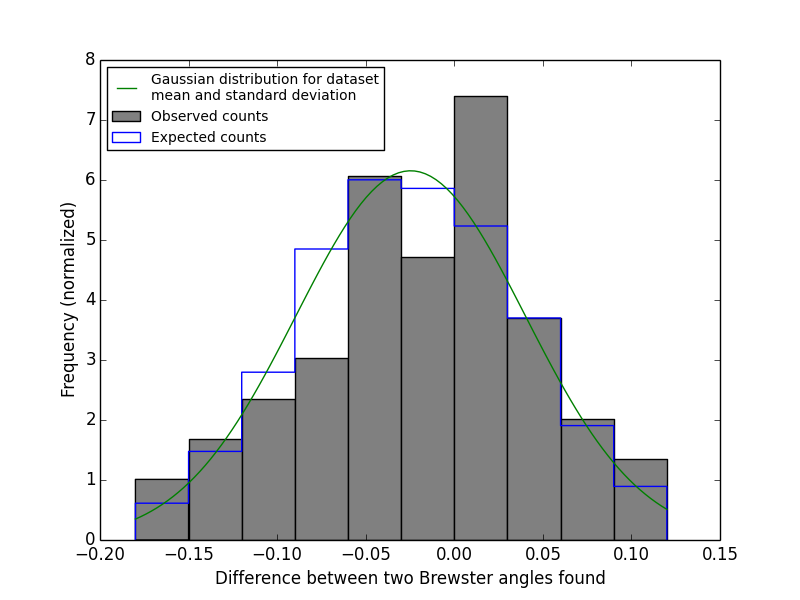 8
7
6
5
4
3
2
1
0
Frequency (normalized)
Gaussian distribution for dataset
mean and standard deviation
Observed counts
Expected counts
−0.20 −0.15 −0.10 −0.05 0.00 0.05 0.10 0.15
Difference between two Brewster angles found